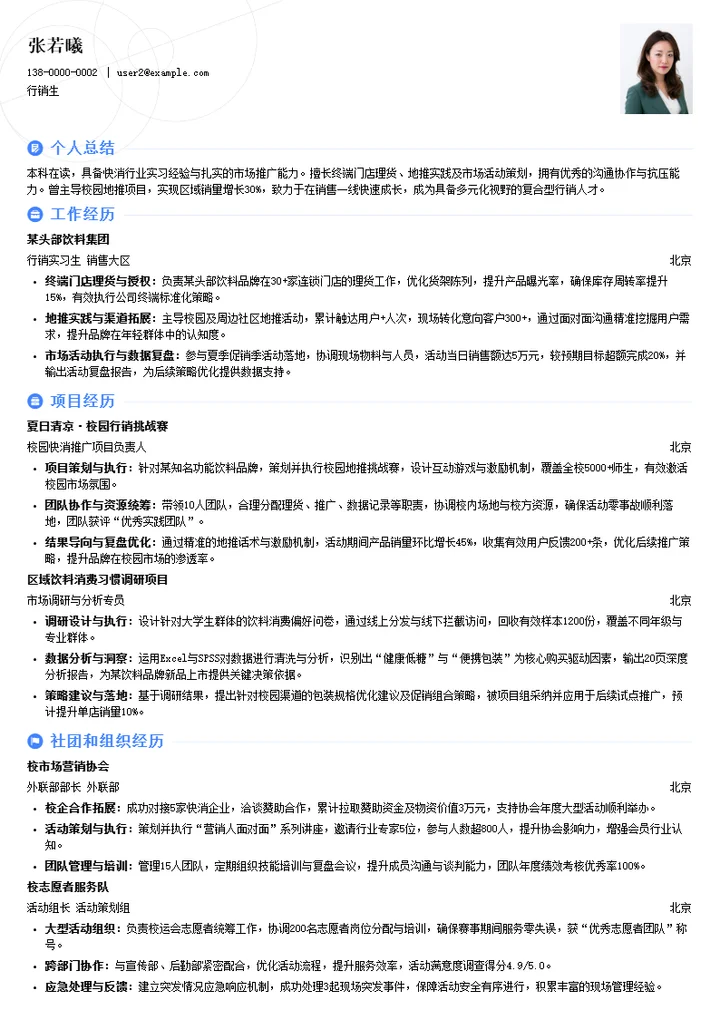 张若曦
138-0000-0002 | user2@example.com
行销生
个人总结
本科在读，具备快消行业实习经验与扎实的市场推广能力。擅长终端门店理货、地推实践及市场活动策划，拥有优秀的沟通协作与抗压能
力。曾主导校园地推项目，实现区域销量增长30%，致力于在销售一线快速成长，成为具备多元化视野的复合型行销人才。
工作经历
某头部饮料集团
行销实习生 销售大区 北京
• 终端门店理货与授权：负责某头部饮料品牌在30+家连锁门店的理货工作，优化货架陈列，提升产品曝光率，确保库存周转率提升
15%，有效执行公司终端标准化策略。
• 地推实践与渠道拓展：主导校园及周边社区地推活动，累计触达用户+人次，现场转化意向客户300+，通过面对面沟通精准挖掘用户需
求，提升品牌在年轻群体中的认知度。
• 市场活动执行与数据复盘：参与夏季促销季活动落地，协调现场物料与人员，活动当日销售额达5万元，较预期目标超额完成20%，并
输出活动复盘报告，为后续策略优化提供数据支持。
项目经历
夏日清凉·校园行销挑战赛
校园快消推广项目负责人 北京
• 项目策划与执行：针对某知名功能饮料品牌，策划并执行校园地推挑战赛，设计互动游戏与激励机制，覆盖全校5000+师生，有效激活
校园市场氛围。
• 团队协作与资源统筹：带领10人团队，合理分配理货、推广、数据记录等职责，协调校内场地与校方资源，确保活动零事故顺利落
地，团队获评“优秀实践团队”。
• 结果导向与复盘优化：通过精准的地推话术与激励机制，活动期间产品销量环比增长45%，收集有效用户反馈200+条，优化后续推广策
略，提升品牌在校园市场的渗透率。
区域饮料消费习惯调研项目
市场调研与分析专员 北京
• 调研设计与执行：设计针对大学生群体的饮料消费偏好问卷，通过线上分发与线下拦截访问，回收有效样本1200份，覆盖不同年级与
专业群体。
• 数据分析与洞察：运用Excel与SPSS对数据进行清洗与分析，识别出“健康低糖”与“便携包装”为核心购买驱动因素，输出20页深度
分析报告，为某饮料品牌新品上市提供关键决策依据。
• 策略建议与落地：基于调研结果，提出针对校园渠道的包装规格优化建议及促销组合策略，被项目组采纳并应用于后续试点推广，预
计提升单店销量10%。
社团和组织经历
校市场营销协会
外联部部长 外联部 北京
• 校企合作拓展：成功对接5家快消企业，洽谈赞助合作，累计拉取赞助资金及物资价值3万元，支持协会年度大型活动顺利举办。
• 活动策划与执行：策划并执行“营销人面对面”系列讲座，邀请行业专家5位，参与人数超800人，提升协会影响力，增强会员行业认
知。
• 团队管理与培训：管理15人团队，定期组织技能培训与复盘会议，提升成员沟通与谈判能力，团队年度绩效考核优秀率100%。
校志愿者服务队
活动组长 活动策划组 北京
• 大型活动组织：负责校运会志愿者统筹工作，协调200名志愿者岗位分配与培训，确保赛事期间服务零失误，获“优秀志愿者团队”称
号。
• 跨部门协作：与宣传部、后勤部紧密配合，优化活动流程，提升服务效率，活动满意度调查得分4.9/5.0。
• 应急处理与反馈：建立突发情况应急响应机制，成功处理3起现场突发事件，保障活动安全有序进行，积累丰富的现场管理经验。